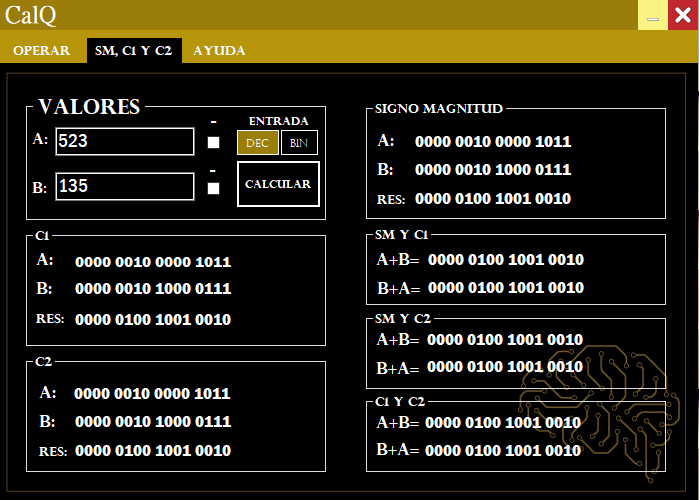 CalQ
OPERAR SM, C1 Y C2 AYUDA
VALORES
- ENTRADA
A: 523 DEC BIN
-
B: 135 CALCULAR
C1
A: 0000 0010 0000 1011
B: 0000 0010 1000 0111
RES: 0000 0100 1001 0010
C2
A: 0000 0010 0000 1011
B: 0000 0010 1000 0111
RES: 0000 0100 1001 0010
SIGNO MAGNITUD
A: 0000 0010 0000 1011
B: 0000 0010 1000 0111
RES: 0000 0100 1001 0010
SM Y C1
A+B= 0000 0100 1001 0010
B+A= 0000 0100 1001 0010
SM Y C2
A+B= 0000 0100 1001 0010
B+A= 0000 0100 1001 0010
C1 Y C2
A+B= 0000 0100 1001 0010
B+A= 0000 0100 1001 0010